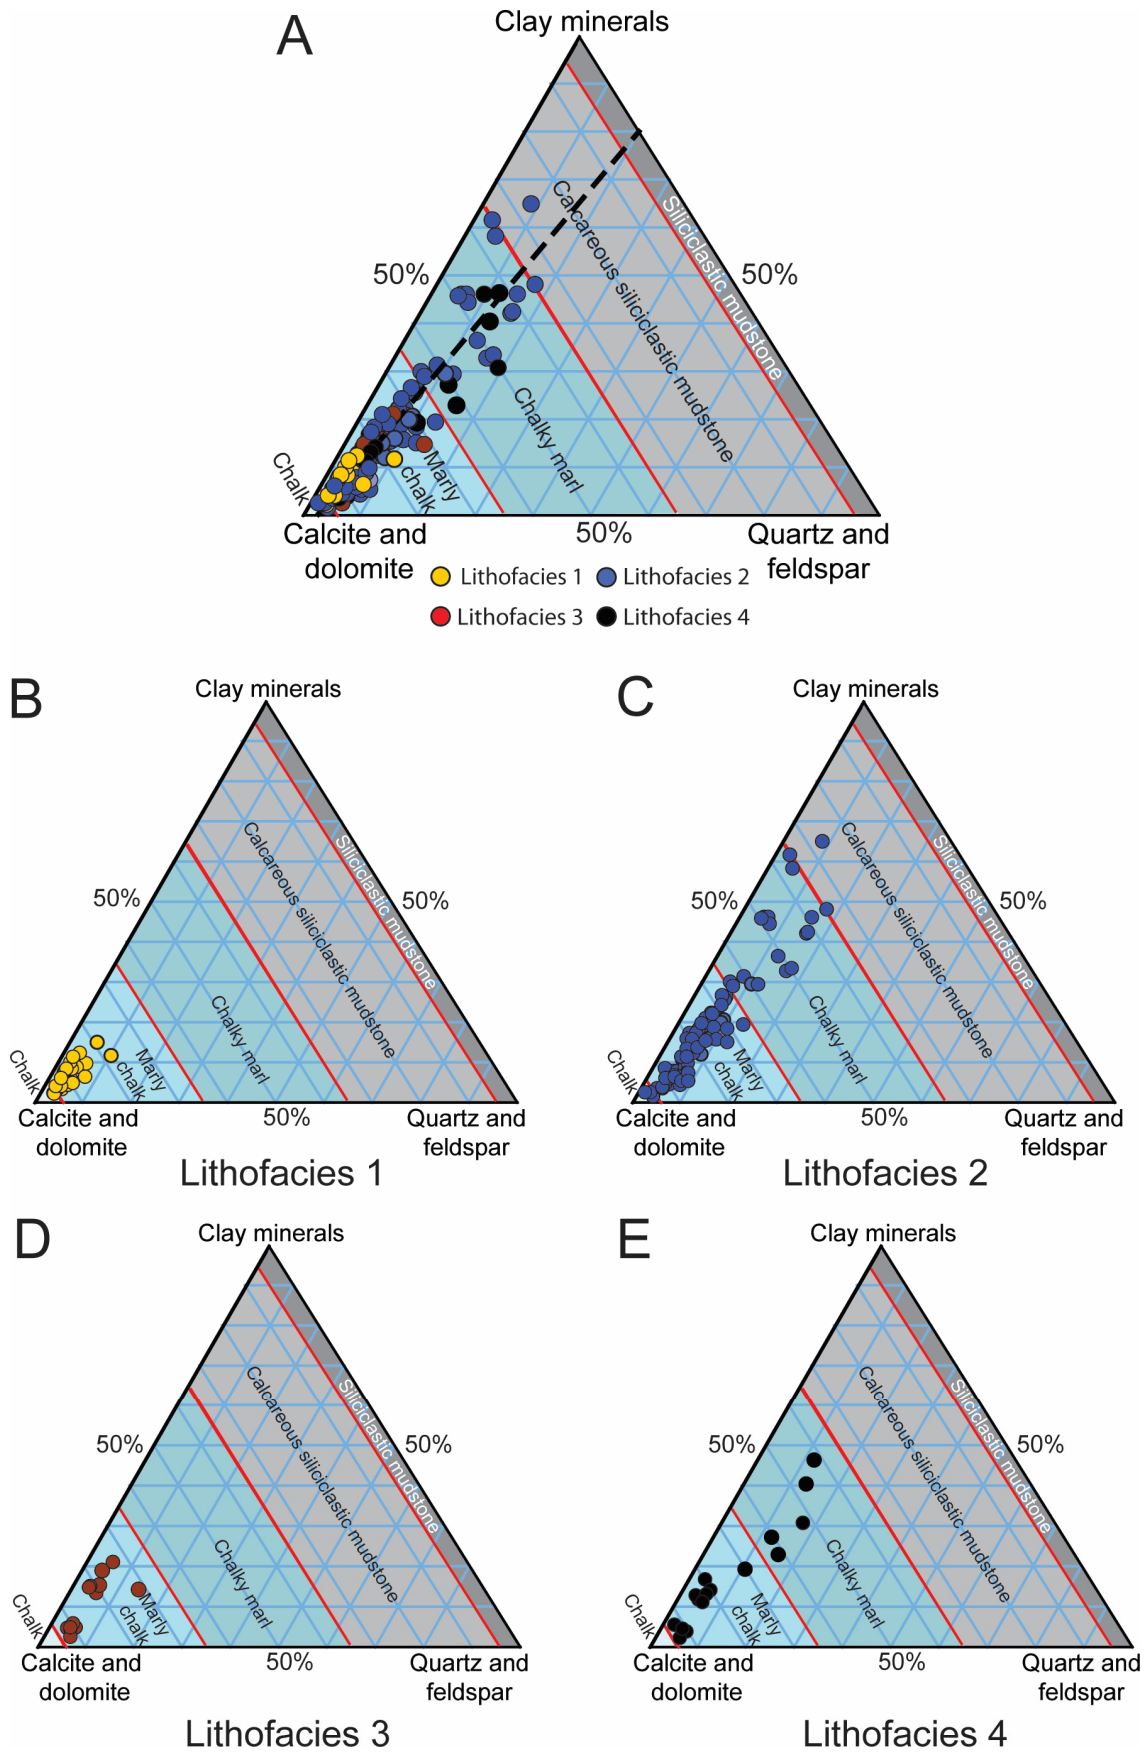 A
Clay minerals
50%
50%
Calcareous siliciclastic mudstone
Siliciclastic mudstone
Chalky marl
Marly
chalk
Chalk
Calcite and
dolomite
50%
Quartz and
feldspar
Lithofacies 1
Lithofacies 2
Lithofacies 3
Lithofacies 4
B
Clay minerals
50%
50%
Calcareous siliciclastic mudstone
Siliciclastic mudstone
Chalky marl
Marly
chalk
Chalk
Calcite and
dolomite
50%
Quartz and
feldspar
Lithofacies 1
C
Clay minerals
50%
50%
Calcareous siliciclastic mudstone
Siliciclastic mudstone
Chalky marl
Marly
chalk
Chalk
Calcite and
dolomite
50%
Quartz and
feldspar
Lithofacies 2
D
Clay minerals
50%
50%
Calcareous siliciclastic mudstone
Siliciclastic mudstone
Chalky marl
Marly
chalk
Chalk
Calcite and
dolomite
50%
Quartz and
feldspar
Lithofacies 3
E
Clay minerals
50%
50%
Calcareous siliciclastic mudstone
Siliciclastic mudstone
Chalky marl
Marly
chalk
Chalk
Calcite and
dolomite
50%
Quartz and
feldspar
Lithofacies 4